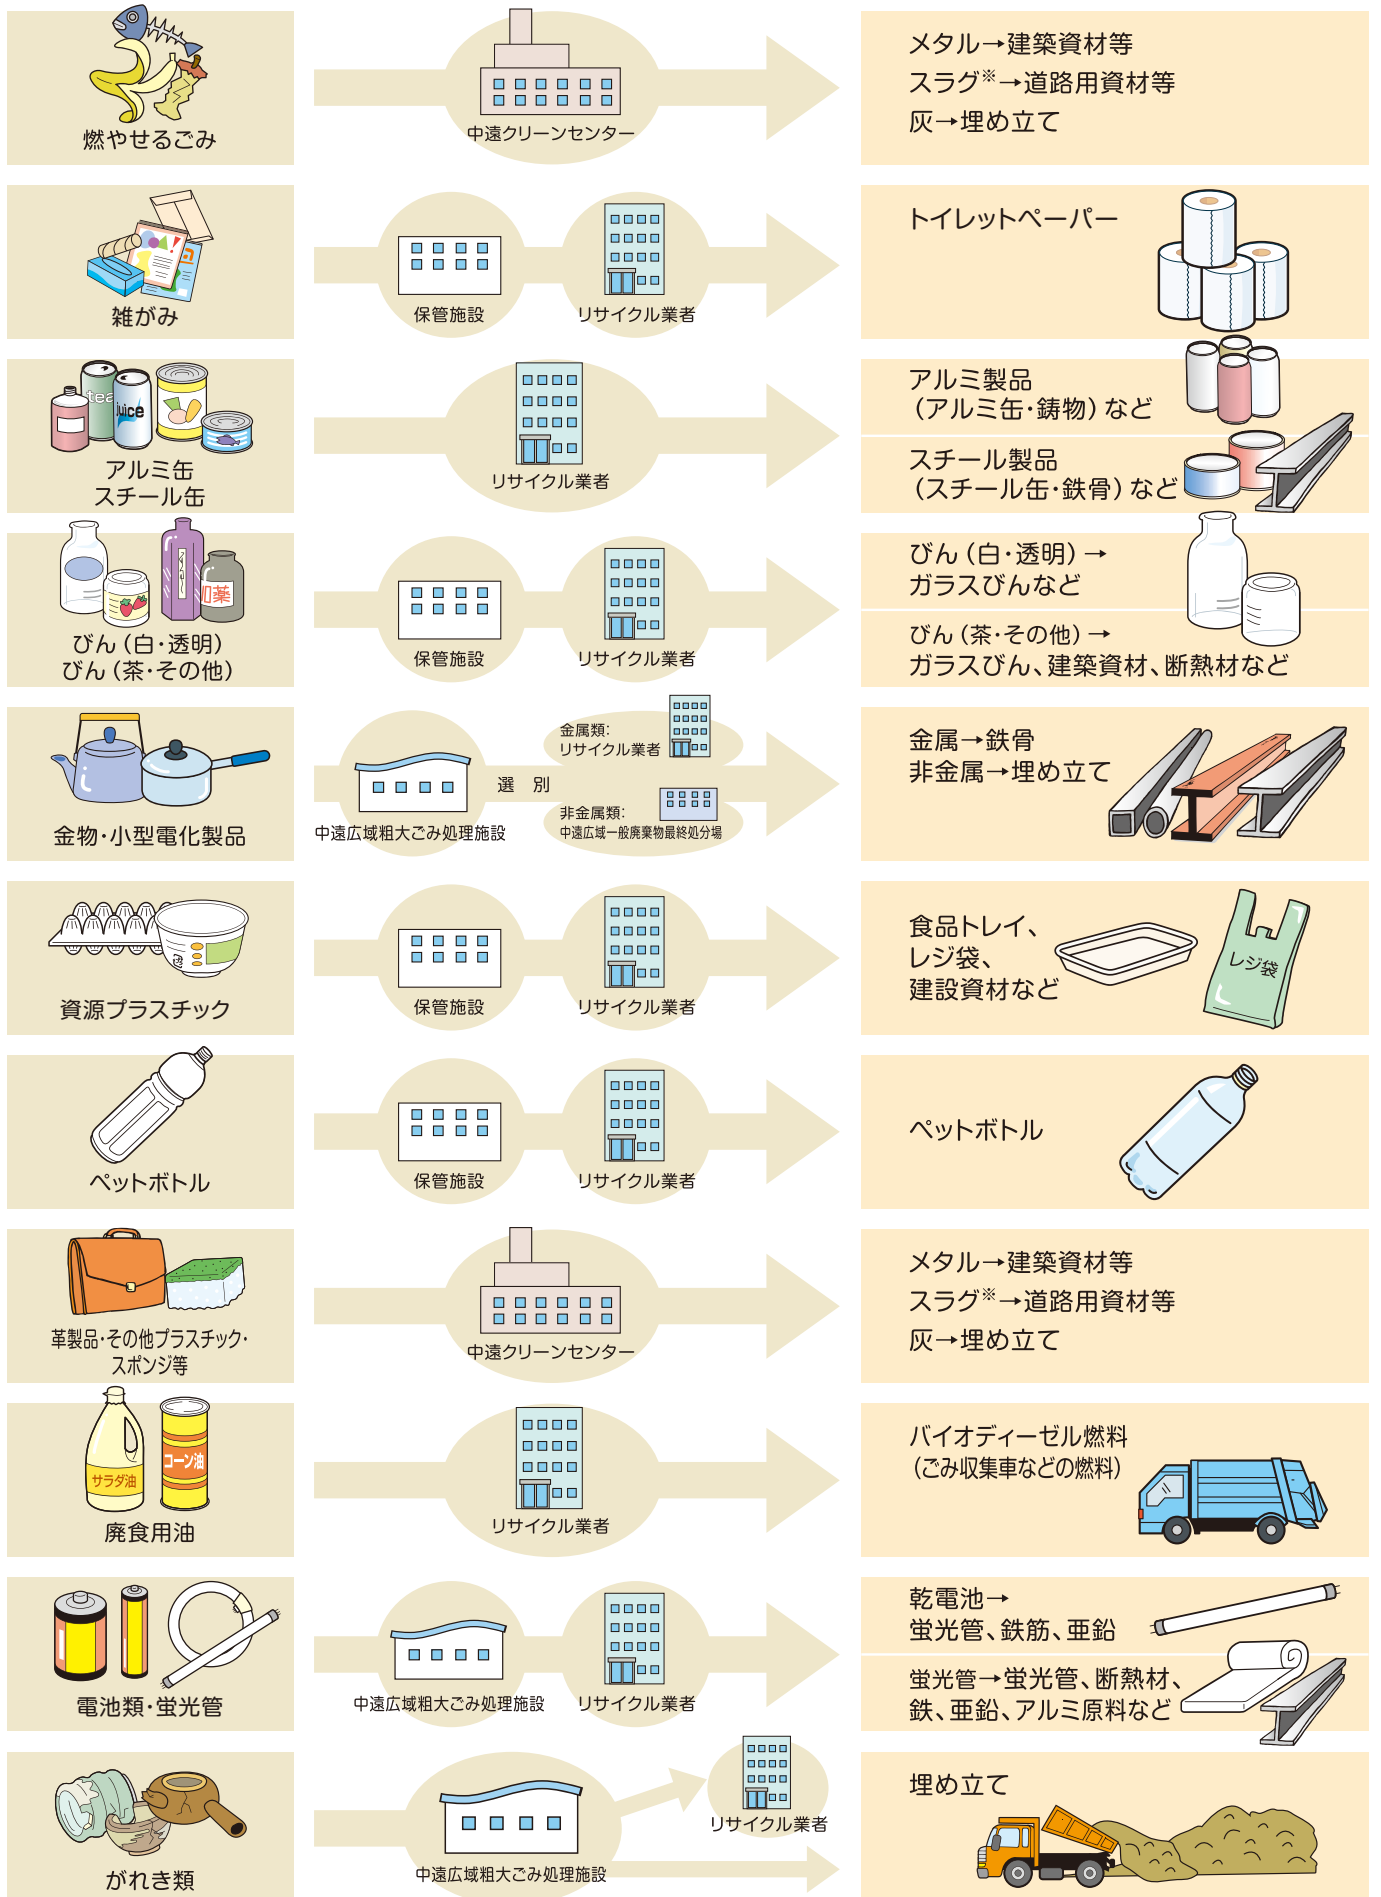 燃やせるごみ
中遠クリーンセンター
メタル→建築資材等
スラグ※→道路用資材等
灰→埋め立て
雑がみ
保管施設
リサイクル業者
トイレットペーパー
tea
juice
アルミ缶
スチール缶
リサイクル業者
アルミ製品
（アルミ缶・鋳物）など
スチール製品
（スチール缶・鉄骨）など
薬
びん（白・透明）
びん（茶・その他）
保管施設
リサイクル業者
びん（白・透明）→
ガラスびんなど
びん（茶・その他）→
ガラスびん、建築資材、断熱材など
金物・小型電化製品
中遠広域粗大ごみ処理施設
選　別
金属類：
リサイクル業者
非金属類：
中遠広域一般廃棄物最終処分場
金属→鉄骨
非金属→埋め立て
資源プラスチック
保管施設
リサイクル業者
食品トレイ、
レジ袋、
建設資材など
レジ袋
ペットボトル
保管施設
リサイクル業者
ペットボトル
革製品・その他プラスチック・
スポンジ等
中遠クリーンセンター
メタル→建築資材等
スラグ※→道路用資材等
灰→埋め立て
サラダ油
コーン油
廃食用油
リサイクル業者
バイオディーゼル燃料
（ごみ収集車などの燃料）
電池類・蛍光管
中遠広域粗大ごみ処理施設
リサイクル業者
乾電池→
蛍光管、鉄筋、亜鉛
蛍光管→蛍光管、断熱材、
鉄、亜鉛、アルミ原料など
がれき類
中遠広域粗大ごみ処理施設
リサイクル業者
埋め立て